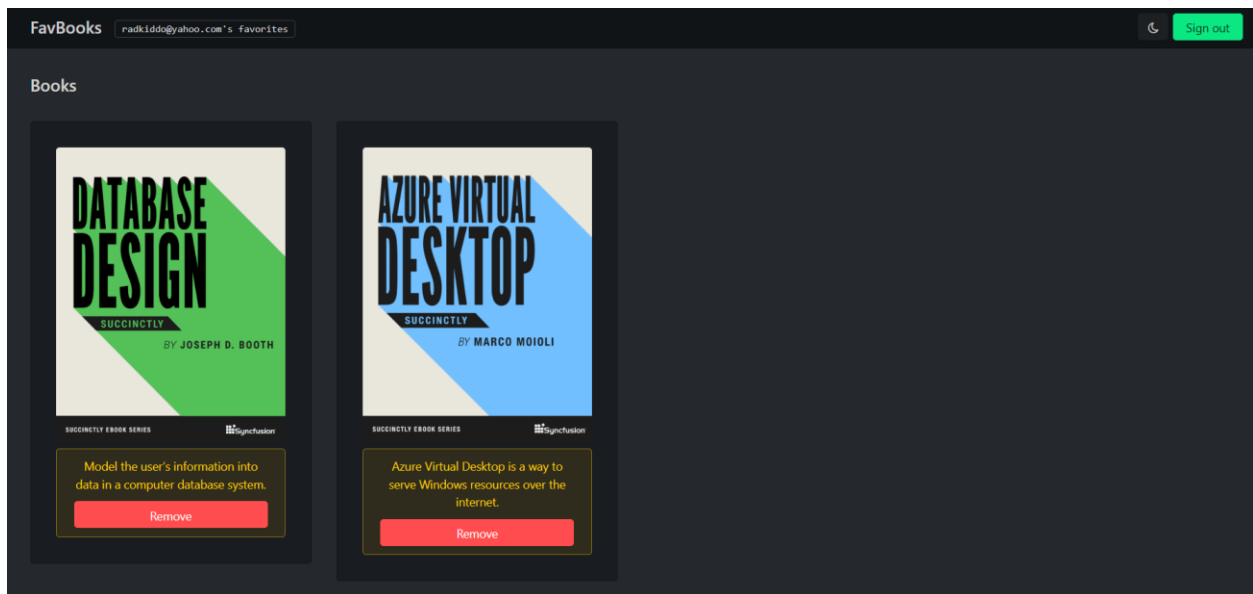 FavBooks radkiddo@yahoo.com's favorites Sign out
Books
DATABASE
DESIGN
SUCCINCTLY
BY JOSEPH D. BOOTH
SUCCINCTLY EBOOK SERIES Syncfusion
Model the user's information into
data in a computer database system.
Remove
AZURE VIRTUAL
DESKTOP
SUCCINCTLY
BY MARCO MOIOLI
SUCCINCTLY EBOOK SERIES Syncfusion
Azure Virtual Desktop is a way to
serve Windows resources over the
internet.
Remove